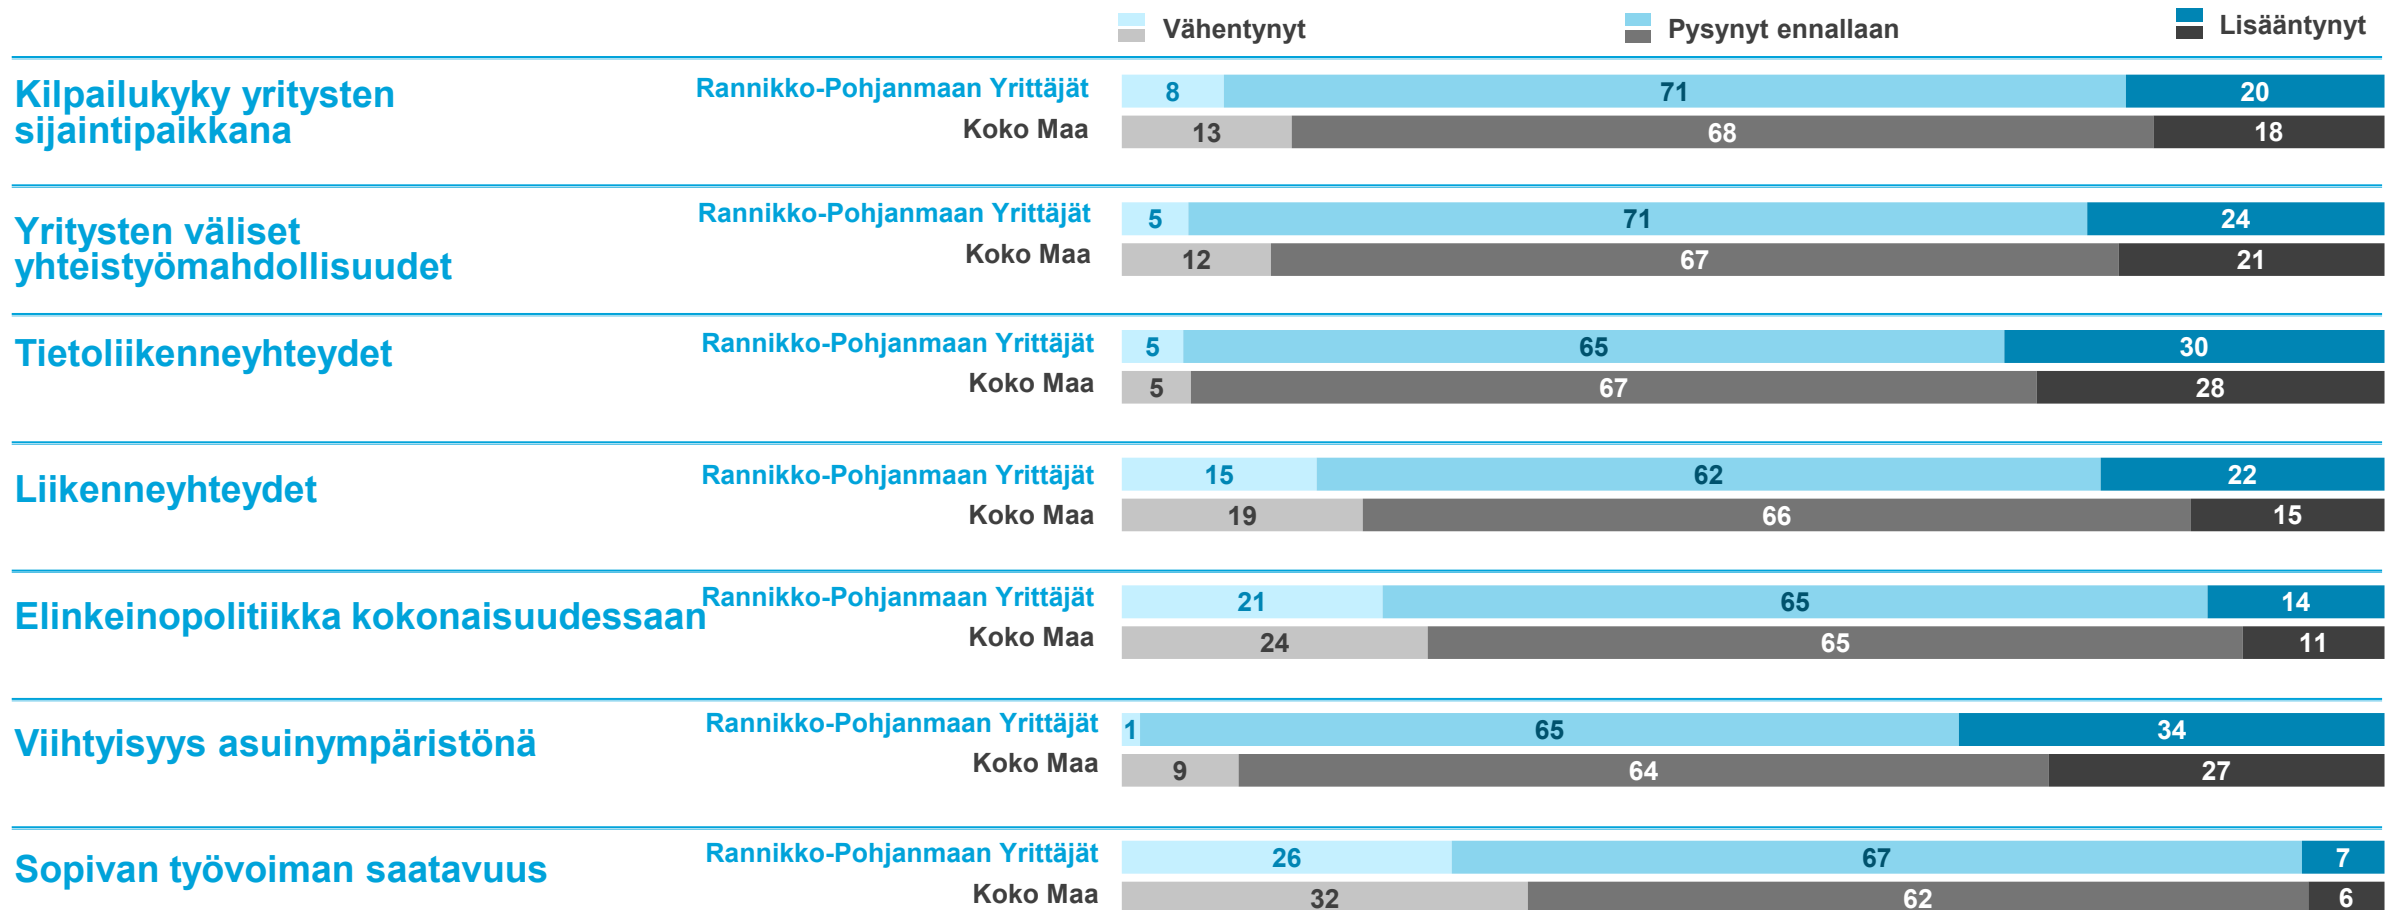 Vähentynyt
Pysynyt ennallaan
Lisääntynyt
Kilpailukyky yritysten
sijaintipaikkana
Rannikko-Pohjanmaan Yrittäjät
8 71 20
Koko Maa
13 68 18
Yritysten väliset
yhteistyömahdollisuudet
Rannikko-Pohjanmaan Yrittäjät
5 71 24
Koko Maa
12 67 21
Tietoliikenneyhteydet
Rannikko-Pohjanmaan Yrittäjät
5 65 30
Koko Maa
5 67 28
Liikenneyhteydet
Rannikko-Pohjanmaan Yrittäjät
15 62 22
Koko Maa
19 66 15
Elinkeinopolitiikka kokonaisuudessaan
Rannikko-Pohjanmaan Yrittäjät
21 65 14
Koko Maa
24 65 11
Viihtyisyys asuinympäristönä
Rannikko-Pohjanmaan Yrittäjät
1 65 34
Koko Maa
9 64 27
Sopivan työvoiman saatavuus
Rannikko-Pohjanmaan Yrittäjät
26 67 7
Koko Maa
32 62 6